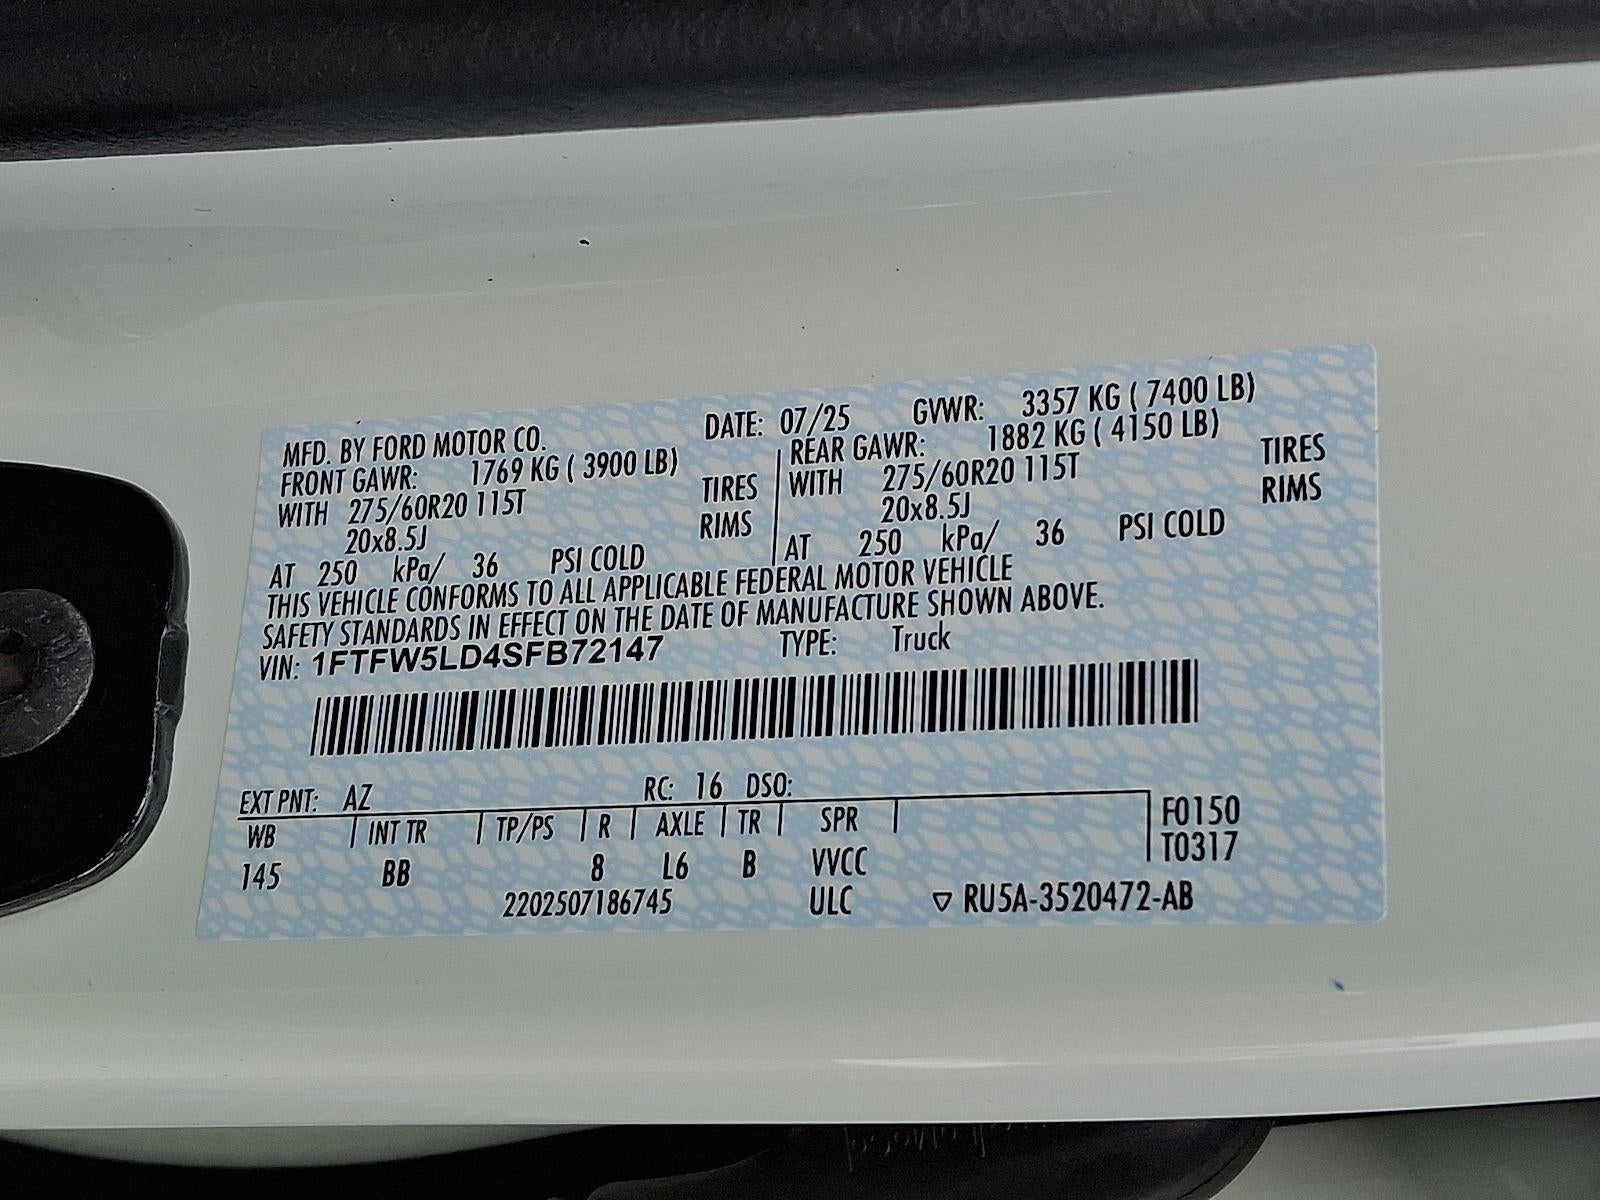 MFD. BY FORD MOTOR CO. DATE: 07/25 GVWR: 3357 KG ( 7400 LB)
FRONT GAWR: 1769 KG ( 3900 LB) REAR GAWR: 1882 KG ( 4150 LB)
WITH 275/60R20 115T TIRES WITH 275/60R20 115T TIRES
20x8.5J RIMS 20x8.5J RIMS
AT 250 kPa/ 36 PSI COLD AT 250 kPa/ 36 PSI COLD
THIS VEHICLE CONFORMS TO ALL APPLICABLE FEDERAL MOTOR VEHICLE
SAFETY STANDARDS IN EFFECT ON THE DATE OF MANUFACTURE SHOWN ABOVE.
VIN: 1FTFW5LD4SFB72147 TYPE: Truck
EXT PNT: AZ RC: 16 DSO:
WB INT TR TP/PS R AXLE TR SPR F0150
145 BB 8 L6 B VVCC T0317
2202507186745 ULC ▽ RU5A-3520472-AB